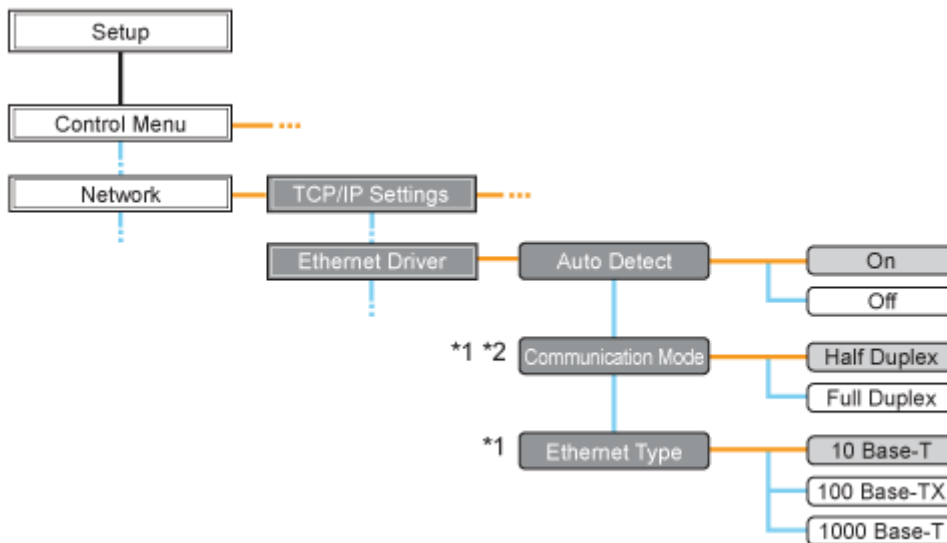 Setup
Control Menu
Network
TCP/IP Settings
Ethernet Driver
Auto Detect
On
Off
*1 *2
Communication Mode
Half Duplex
Full Duplex
*1
Ethernet Type
10 Base-T
100 Base-TX
1000 Base-T